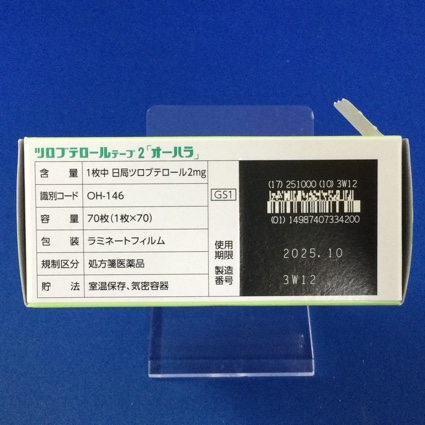 ツロブテロールテープ2「オーハラ」
含量 1枚中 日局ツロブテロール2mg
識別コード OH-146
容量 70枚(1枚×70)
包装 ラミネートフィルム
規制区分 処方箋医薬品
貯法 室温保存、気密容器
GS1
(17) 251000 (10) 3W12
(01) 14987407334200
使用期限 2025.10
製造番号 3W12